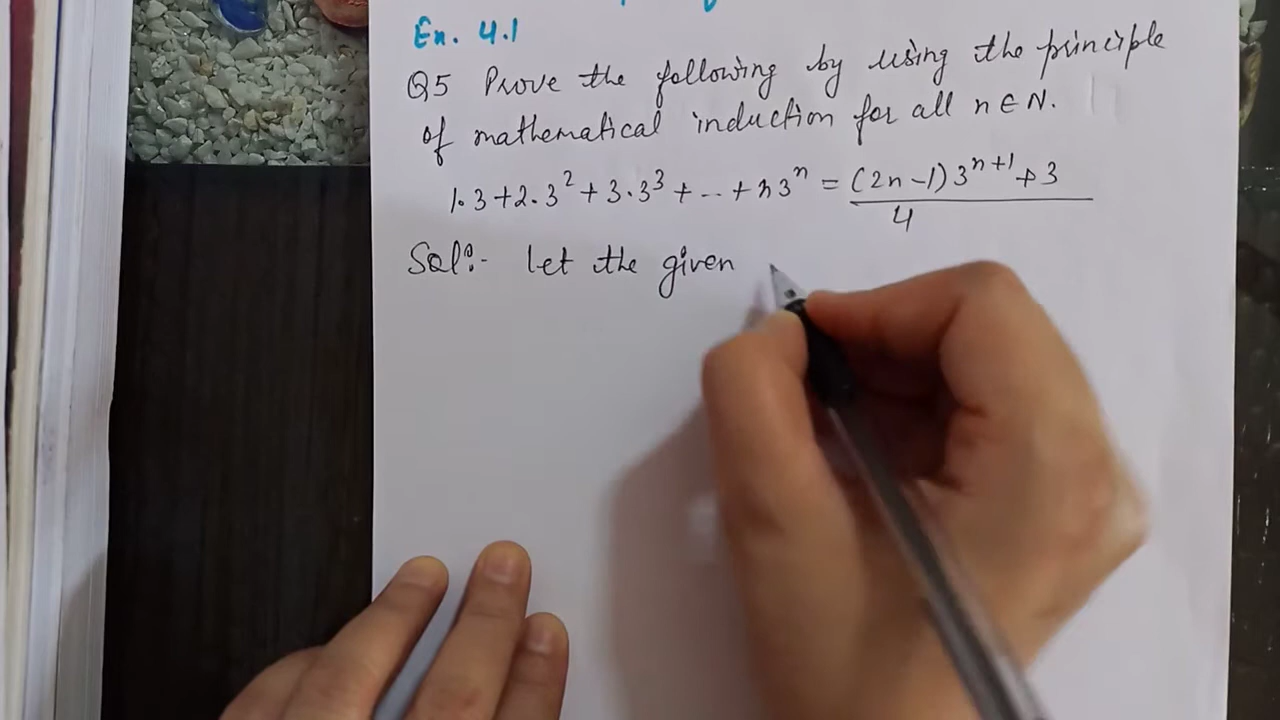 Ex. 4.1
Q5 Prove the following by using the principle
of mathematical induction for all n ∈ N.
1.3+2.3² + 3.3³ + ... + n3ⁿ = (2n-1)3ⁿ⁺¹+3 / 4
Sol:- Let the given